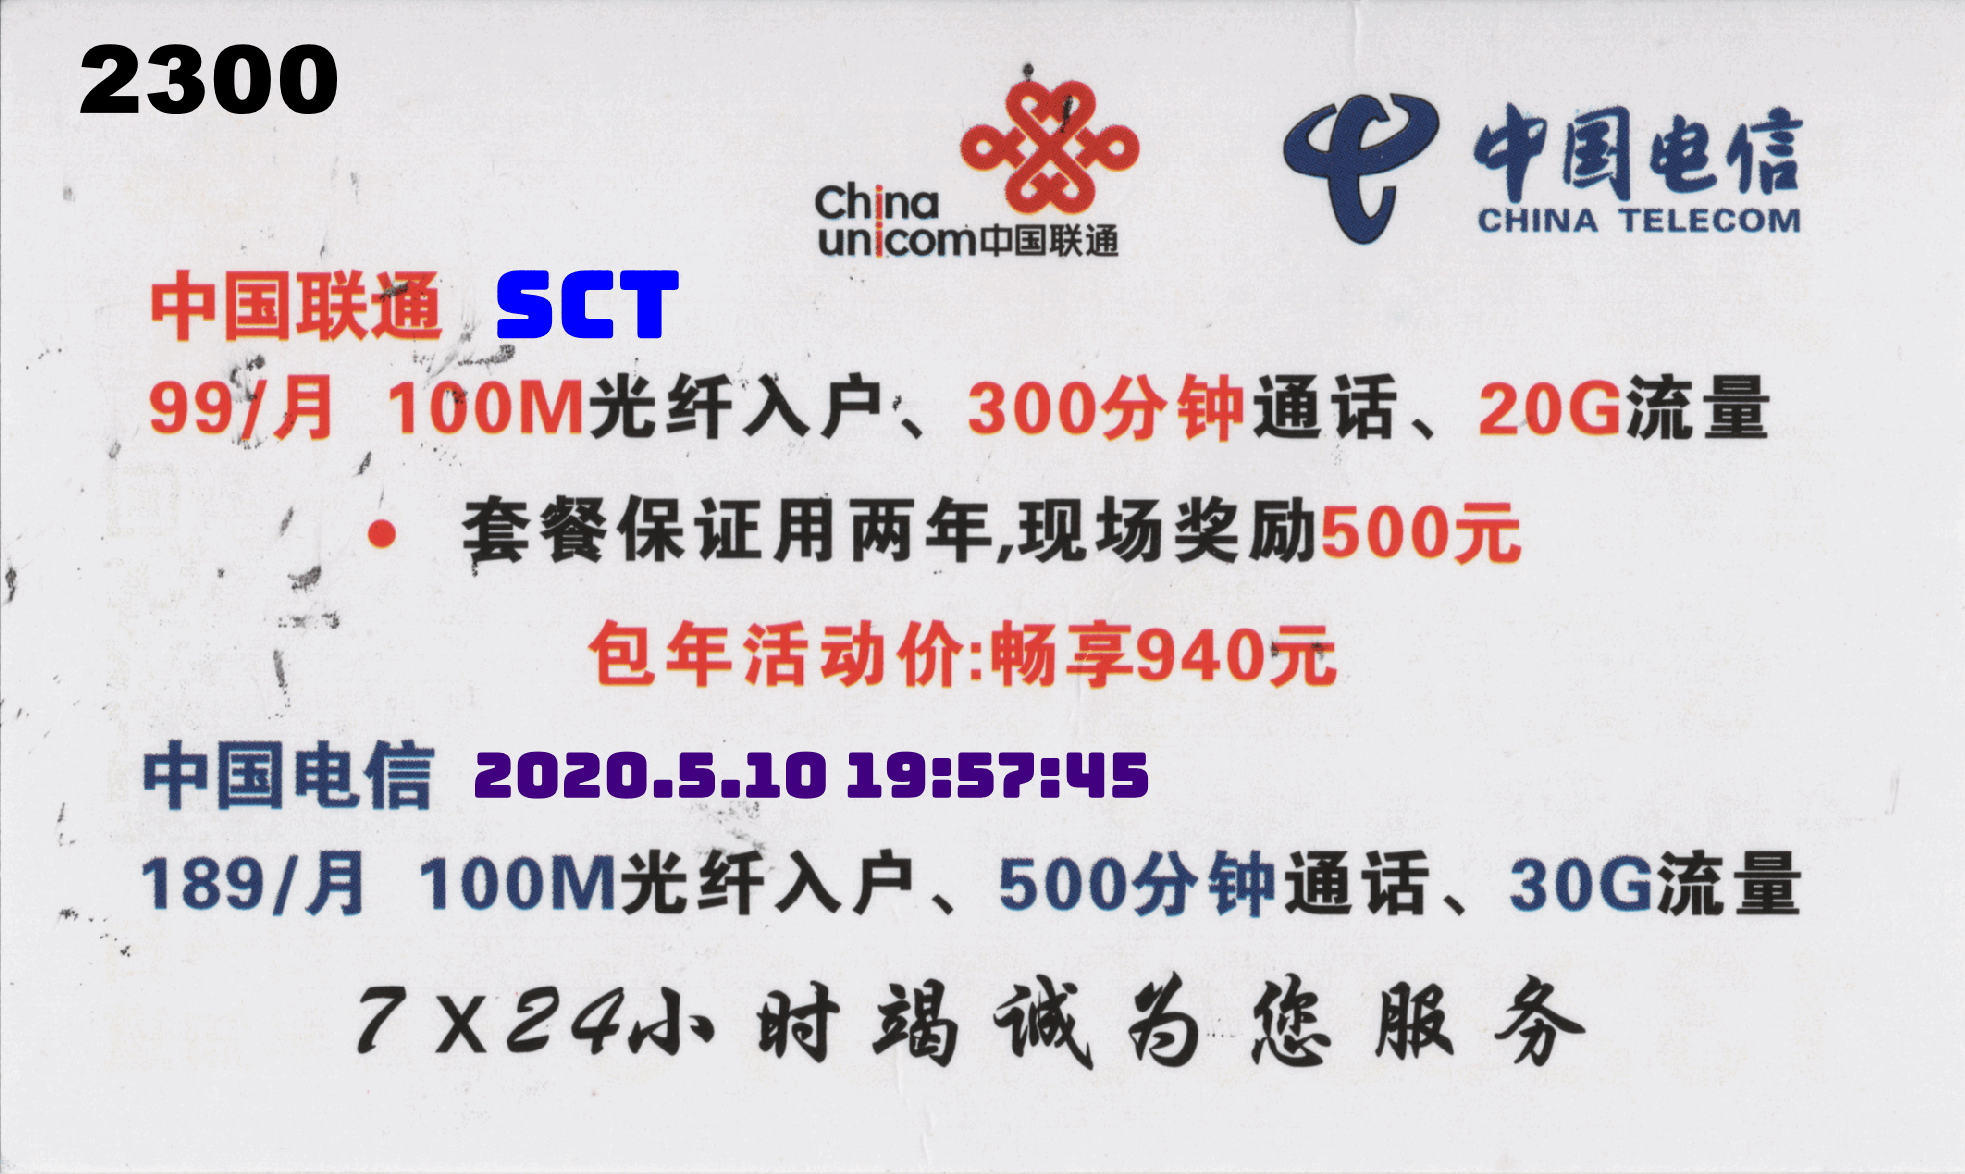 2300
China
unicom中国联通
中国电信
CHINA TELECOM
中国联通 SCT
99/月 100M光纤入户、300分钟通话、20G流量
● 套餐保证用两年,现场奖励500元
包年活动价:畅享940元
中国电信 2020.5.10 19:57:45
189/月 100M光纤入户、500分钟通话、30G流量
7X24小时竭诚为您服务